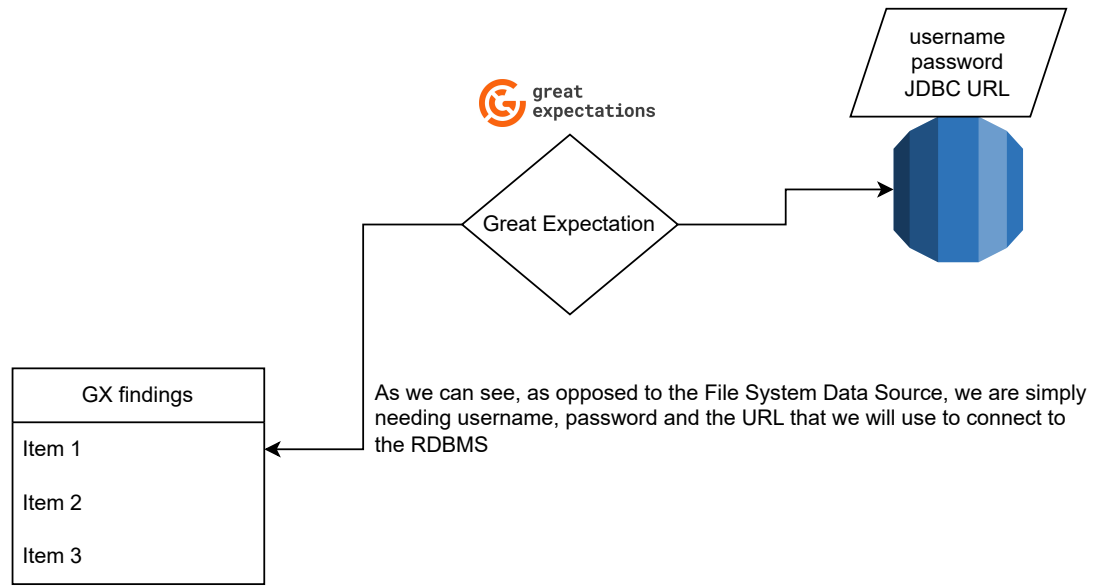 username
password
JDBC URL
great
expectations
Great Expectation
GX findings
Item 1
Item 2
Item 3
As we can see, as opposed to the File System Data Source, we are simply
needing username, password and the URL that we will use to connect to
the RDBMS